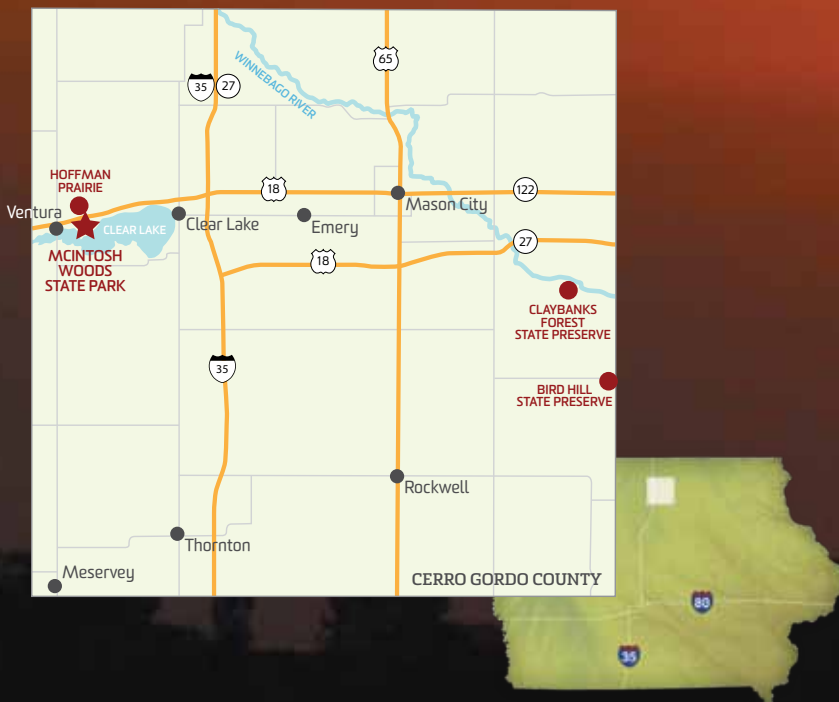 65
35
27
WINNEBAGO RIVER
HOFFMAN
PRAIRIE
18
122
Mason City
Ventura
Clear Lake
Emery
CLEAR LAKE
27
MCINTOSH
WOODS
STATE PARK
18
CLAYBANKS
FOREST
STATE PRESERVE
35
BIRD HILL
STATE PRESERVE
Rockwell
Thornton
Meservey
CERRO GORDO COUNTY
80
35